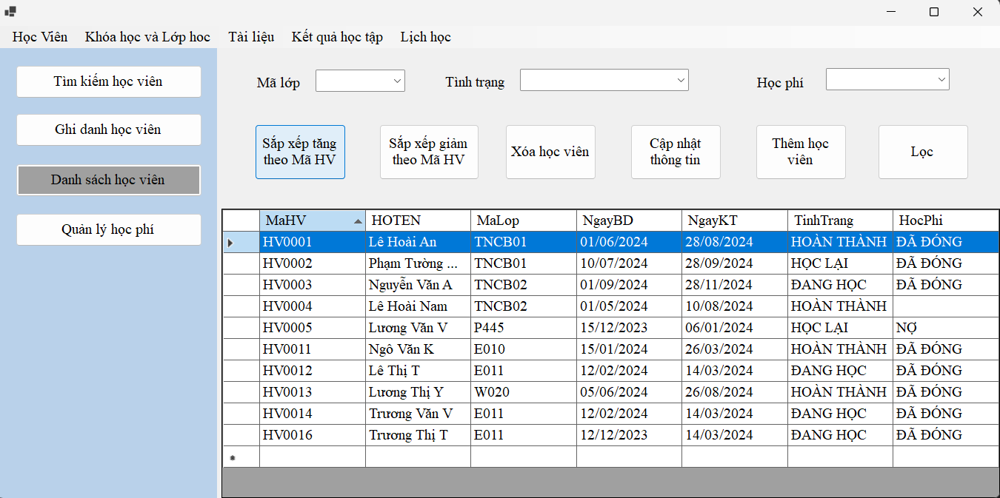 Học Viên Khóa học và Lớp hoc Tài liệu Kết quả học tập Lịch học
Tìm kiếm học viên
Ghi danh học viên
Danh sách học viên
Quản lý học phí
Mã lớp Tình trạng Học phí
Sắp xếp tăng
theo Mã HV
Sắp xếp giảm
theo Mã HV
Xóa học viên
Cập nhật
thông tin
Thêm học
viên
Lọc
MaHV HOTEN MaLop NgayBD NgayKT TinhTrang HocPhi
HV0001 Lê Hoài An TNCB01 01/06/2024 28/08/2024 HOÀN THÀNH ĐÃ ĐÓNG
HV0002 Phạm Tường ... TNCB01 10/07/2024 28/09/2024 HỌC LẠI ĐÃ ĐÓNG
HV0003 Nguyễn Văn A TNCB02 01/09/2024 28/11/2024 ĐANG HỌC ĐÃ ĐÓNG
HV0004 Lê Hoài Nam TNCB02 01/05/2024 10/08/2024 HOÀN THÀNH
HV0005 Lương Văn V P445 15/12/2023 06/01/2024 HỌC LẠI NỢ
HV0011 Ngô Văn K E010 15/01/2024 26/03/2024 HOÀN THÀNH ĐÃ ĐÓNG
HV0012 Lê Thị T E011 12/02/2024 14/03/2024 ĐANG HỌC ĐÃ ĐÓNG
HV0013 Lương Thị Y W020 05/06/2024 26/08/2024 HOÀN THÀNH ĐÃ ĐÓNG
HV0014 Trương Văn V E011 12/02/2024 14/03/2024 ĐANG HỌC ĐÃ ĐÓNG
HV0016 Trương Thị T E011 12/12/2023 14/03/2024 ĐANG HỌC ĐÃ ĐÓNG